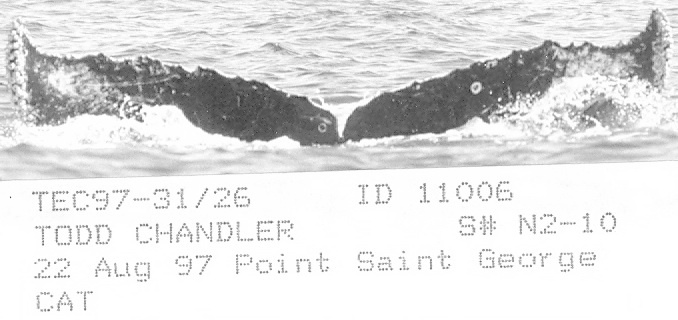 TEC97-31/26 ID 11006
TODD CHANDLER S# N2-10
22 Aug 97 Point Saint George
CAT